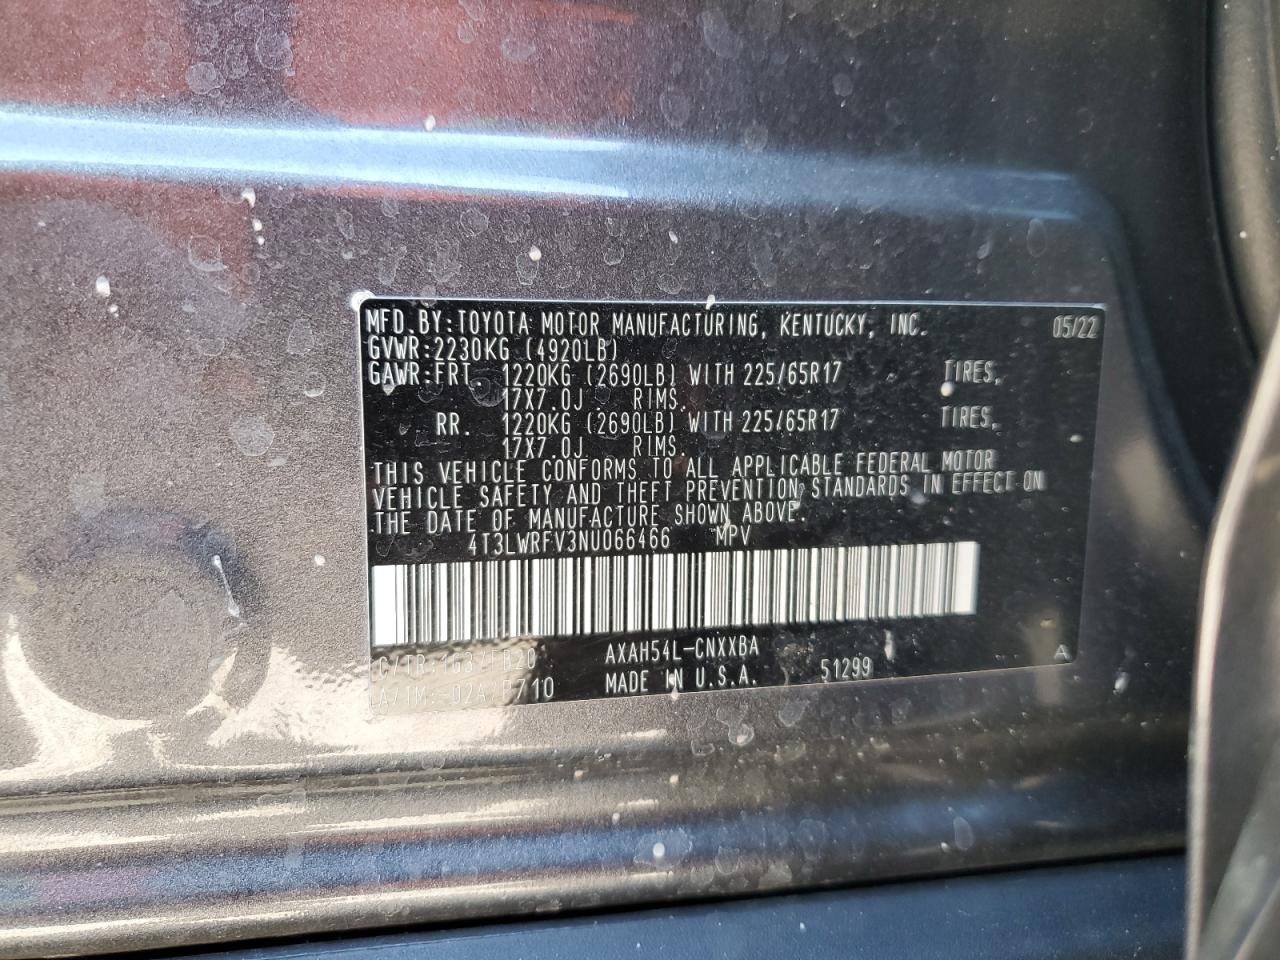 MFD. BY: TOYOTA MOTOR MANUFACTURING, KENTUCKY, INC. 05/22
GVWR: 2230KG (4920LB)
GAWR: FRT 1220KG (2690LB) WITH 225/65R17 TIRES,
17X7.0J RIMS.
RR. 1220KG (2690LB) WITH 225/65R17 TIRES,
17X7.0J RIMS.
THIS VEHICLE CONFORMS TO ALL APPLICABLE FEDERAL MOTOR
VEHICLE SAFETY AND THEFT PREVENTION STANDARDS IN EFFECT ON
THE DATE OF MANUFACTURE SHOWN ABOVE.
4T3LWRFV3NU066466 MPV
C/TR: AXAH54L-CNXXBA A
A/TM: MADE IN U.S.A. 51299